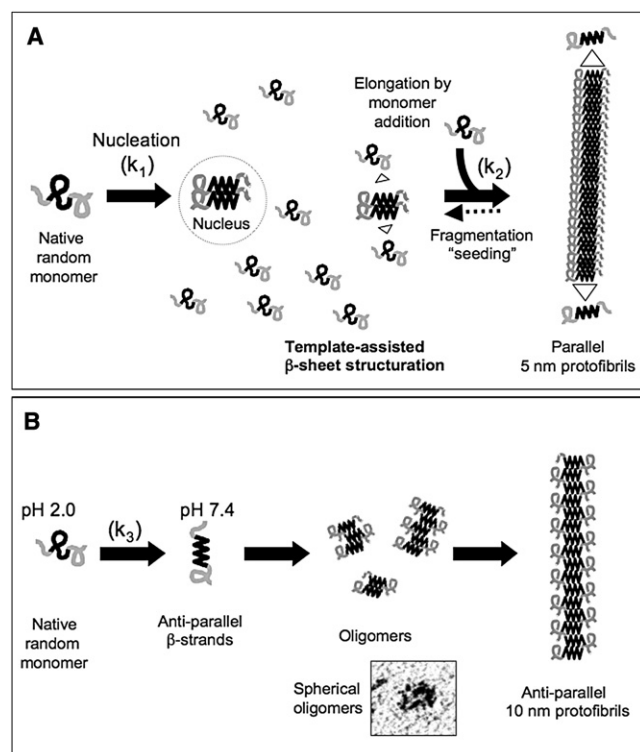 A
Nucleation
(k1)
Native
random
monomer
Nucleus
Elongation by
monomer
addition
(k2)
Fragmentation
"seeding"
Template-assisted
β-sheet structuration
Parallel
5 nm protofibrils
B
pH 2.0
(k3)
pH 7.4
Native
random
monomer
Anti-parallel
β-strands
Oligomers
Spherical
oligomers
Anti-parallel
10 nm protofibrils